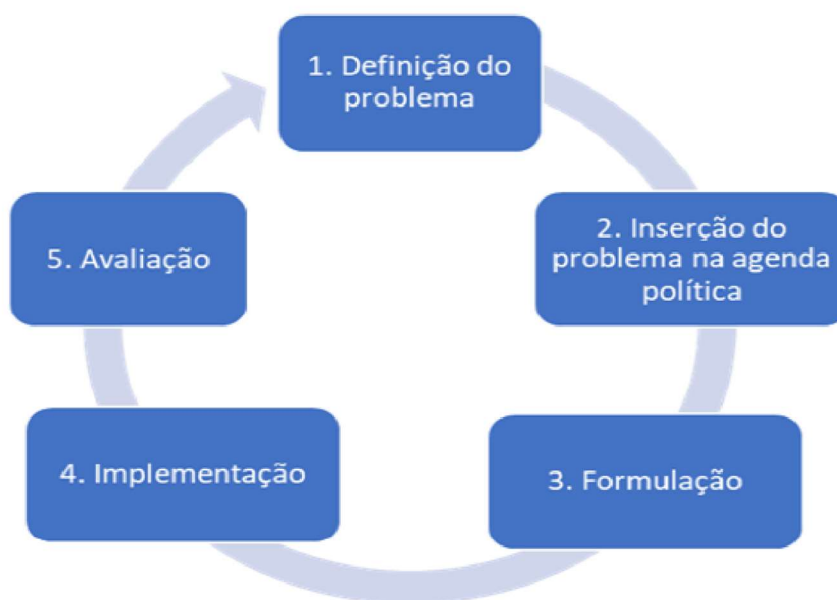 1. Definição do
problema
2. Inserção do
problema na agenda
política
3. Formulação
4. Implementação
5. Avaliação